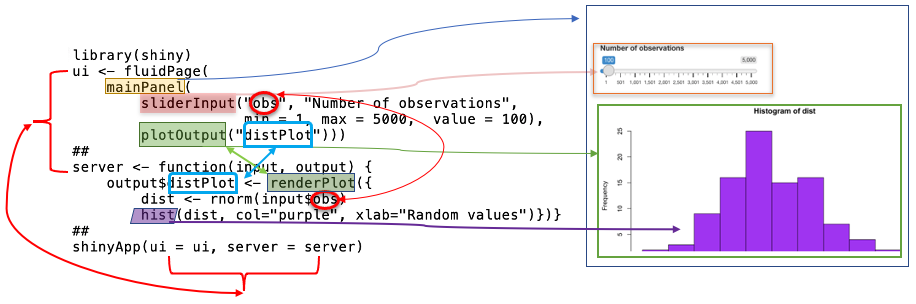 library(shiny)
ui <- fluidPage(
mainPanel(
sliderInput("obs", "Number of observations",
min = 1, max = 5000, value = 100),
plotOutput("distPlot")))
##
server <- function(input, output) {
output$distPlot <- renderPlot({
dist <- rnorm(input$obs)
hist(dist, col="purple", xlab="Random values")})}
##
shinyApp(ui = ui, server = server)
Number of observations
100 5,000
1 501 1,001 1,501 2,001 2,501 3,001 3,501 4,001 4,501 5,000
Histogram of dist
Frequency
25
20
15
10
5